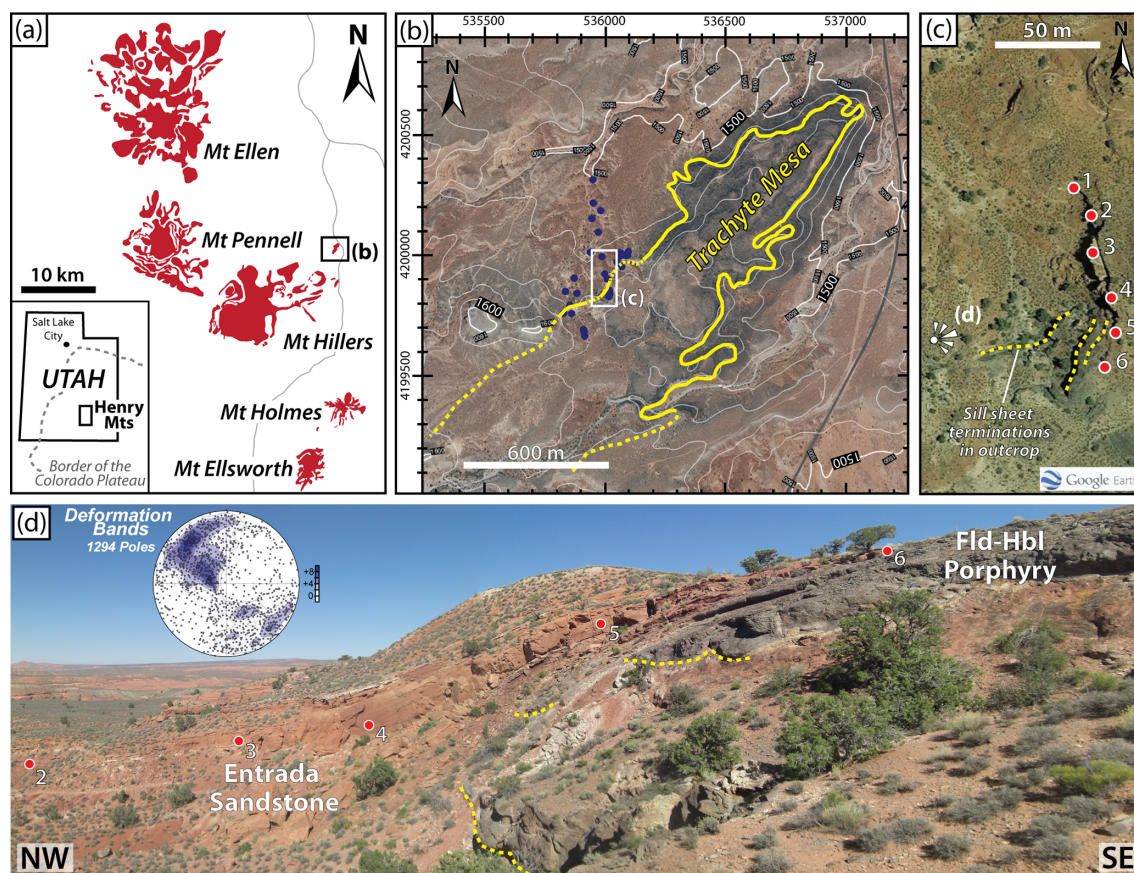 (a)
N
Mt Ellen
Mt Pennell
(b)
10 km
Mt Hillers
Salt Lake
City
UTAH
Henry
Mts
Mt Holmes
Mt Ellsworth
Border of the
Colorado Plateau
(b)
535500
536000
536500
537000
N
4200500
4200000
4199500
1500
1500
1500
1500
1600
Trachyte Mesa
(c)
600 m
(c)
50 m
N
1
2
3
4
5
6
(d)
Sill sheet
terminations
in outcrop
Google Earth
(d)
Deformation
Bands
1294 Poles
+8
+4
0
Fld-Hbl
Porphyry
6
5
4
3
2
Entrada
Sandstone
NW
SE